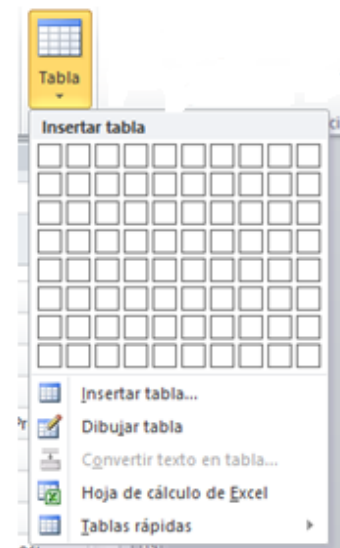 Tabla
Insertar tabla
Insertar tabla...
Dibujar tabla
Convertir texto en tabla...
Hoja de cálculo de Excel
Tablas rápidas